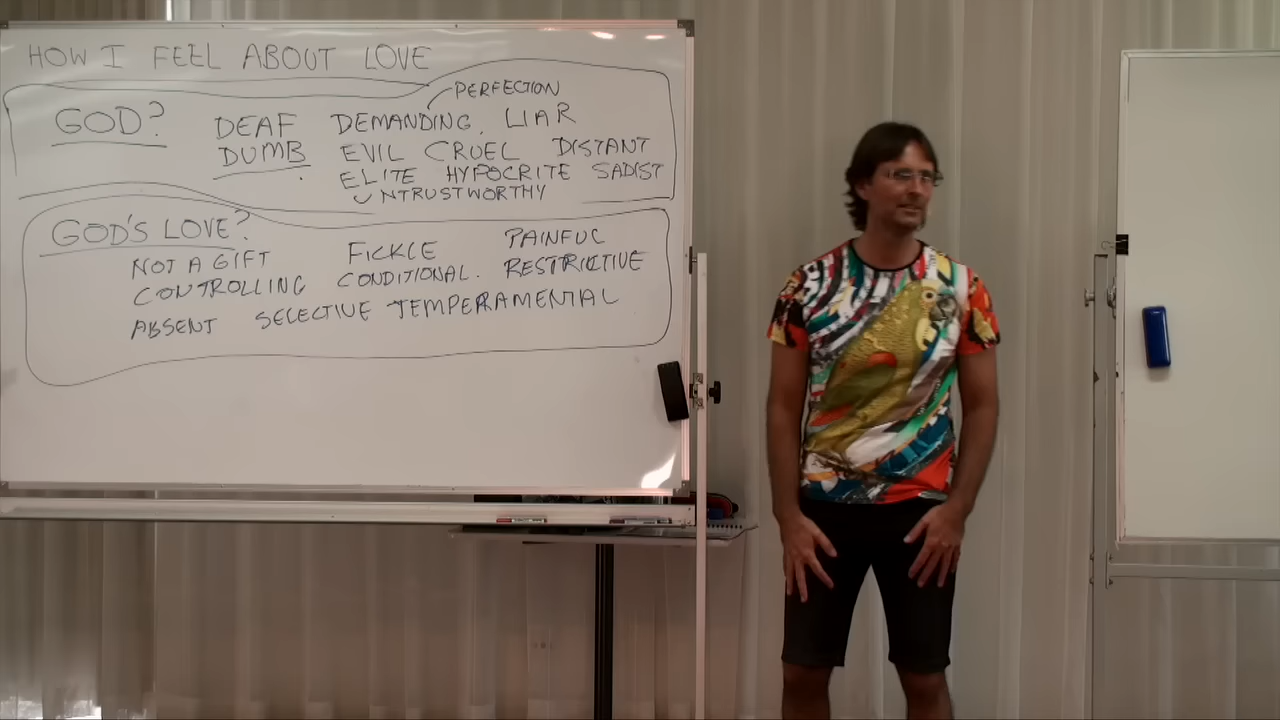 HOW I FEEL ABOUT LOVE
PERFECTION
GOD? DEAF DEMANDING, LIAR
DUMB EVIL CRUEL DISTANT
ELITE HYPOCRITE SADIST
UNTRUSTWORTHY
GOD'S LOVE?
NOT A GIFT FICKLE PAINFUL
CONTROLLING CONDITIONAL. RESTRICTIVE
ABSENT SELECTIVE TEMPERAMENTAL